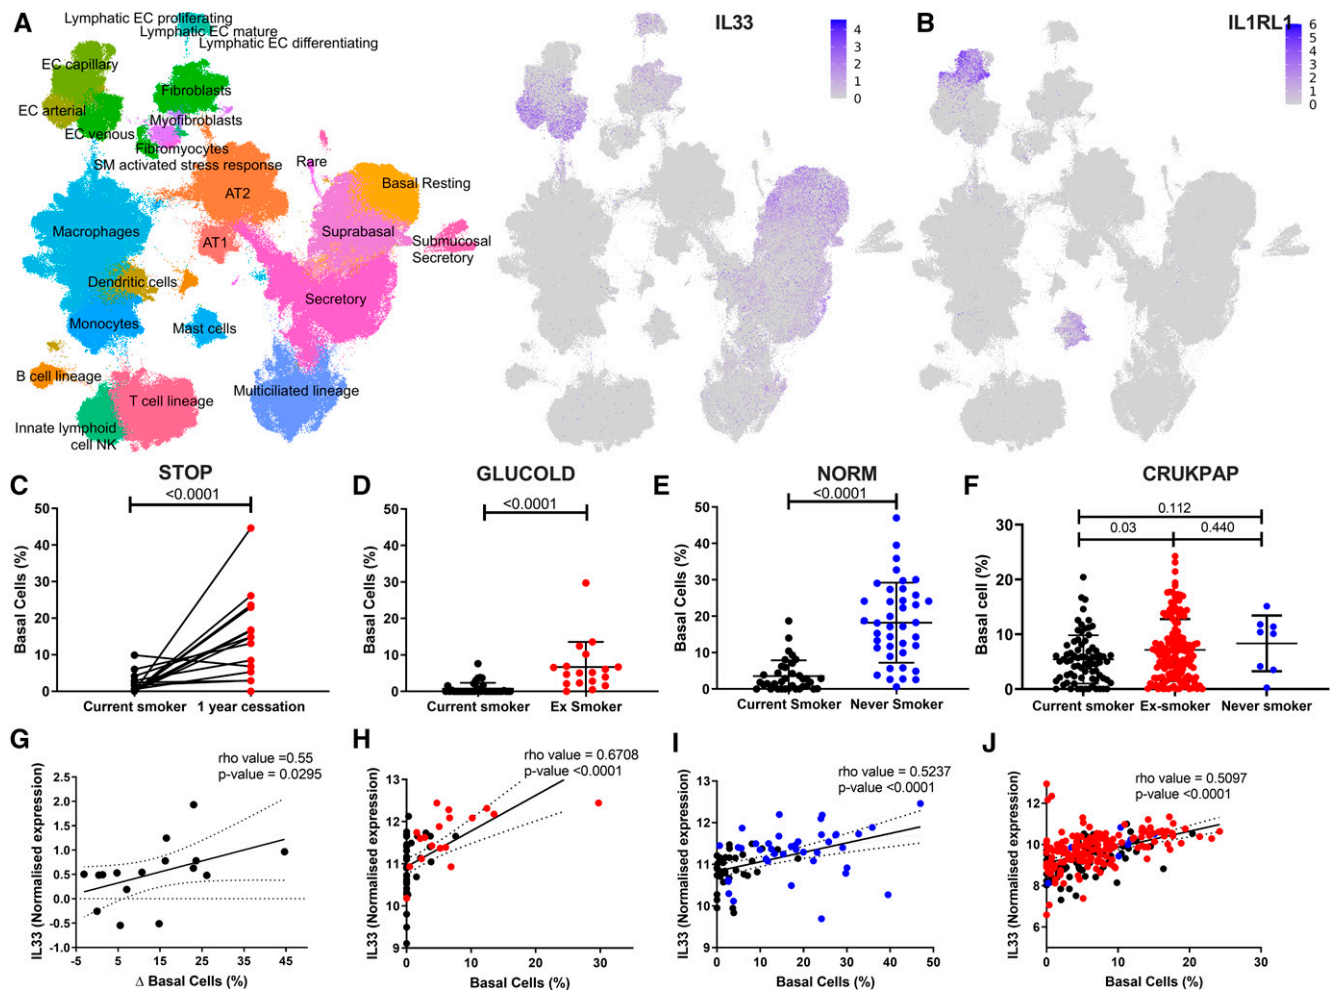 A
Lymphatic EC proliferating
Lymphatic EC mature
Lymphatic EC differentiating
EC capillary
Fibroblasts
EC arterial
Myofibroblasts
EC venous
Fibromyocytes
SM activated stress response
Rare
AT2
Basal Resting
Macrophages
AT1
Suprabasal
Submucosal
Secretory
Dendritic cells
Secretory
Monocytes
Mast cells
B cell lineage
T cell lineage
Multiciliated lineage
Innate lymphoid
cell NK
IL33
4
3
2
1
0
B
IL1RL1
6
5
4
3
2
1
0
C
STOP
<0.0001
Basal Cells (%)
50
40
30
20
10
0
Current smoker
1 year cessation
D
GLUCOLD
<0.0001
Basal Cells (%)
50
40
30
20
10
0
Current smoker
Ex Smoker
E
NORM
<0.0001
Basal Cells (%)
50
40
30
20
10
0
Current smoker
Never Smoker
F
CRUKPAP
0.112
0.03
0.440
Basal cell (%)
30
20
10
0
Current smoker
Ex-smoker
Never smoker
G
rho value =0.55
p-value = 0.0295
IL33 (Normalised expression)
2.5
2.0
1.5
1.0
0.5
0.0
-0.5
-1.0
-5
5
15
25
35
45
Δ Basal Cells (%)
H
rho value = 0.6708
p-value <0.0001
IL33 (Normalised expression)
13
12
11
10
9
0
10
20
30
Basal Cells (%)
I
rho value = 0.5237
p-value <0.0001
IL33 (Normalised expression)
13
12
11
10
9
0
10
20
30
40
50
Basal Cells (%)
J
rho value = 0.5097
p-value <0.0001
IL33 (Normalised expression)
14
12
10
8
6
0
10
20
30
Basal Cells (%)